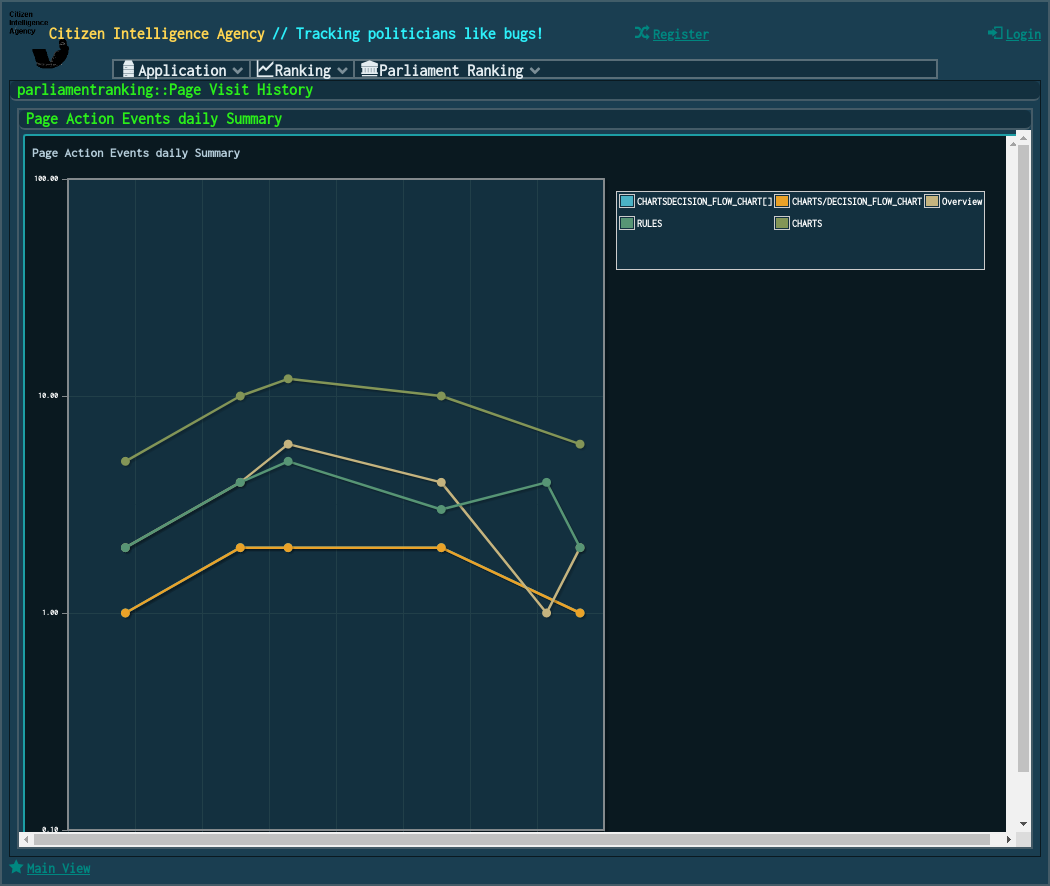 Citizen
Intelligence
Agency
Citizen Intelligence Agency // Tracking politicians like bugs!
Register
Login
Application
Ranking
Parliament Ranking
parliamentranking::Page Visit History
Page Action Events daily Summary
Page Action Events daily Summary
100.00
10.00
1.00
0.10
CHARTSDECISION_FLOW_CHART[]
CHARTS/DECISION_FLOW_CHART
Overview
RULES
CHARTS
Main View